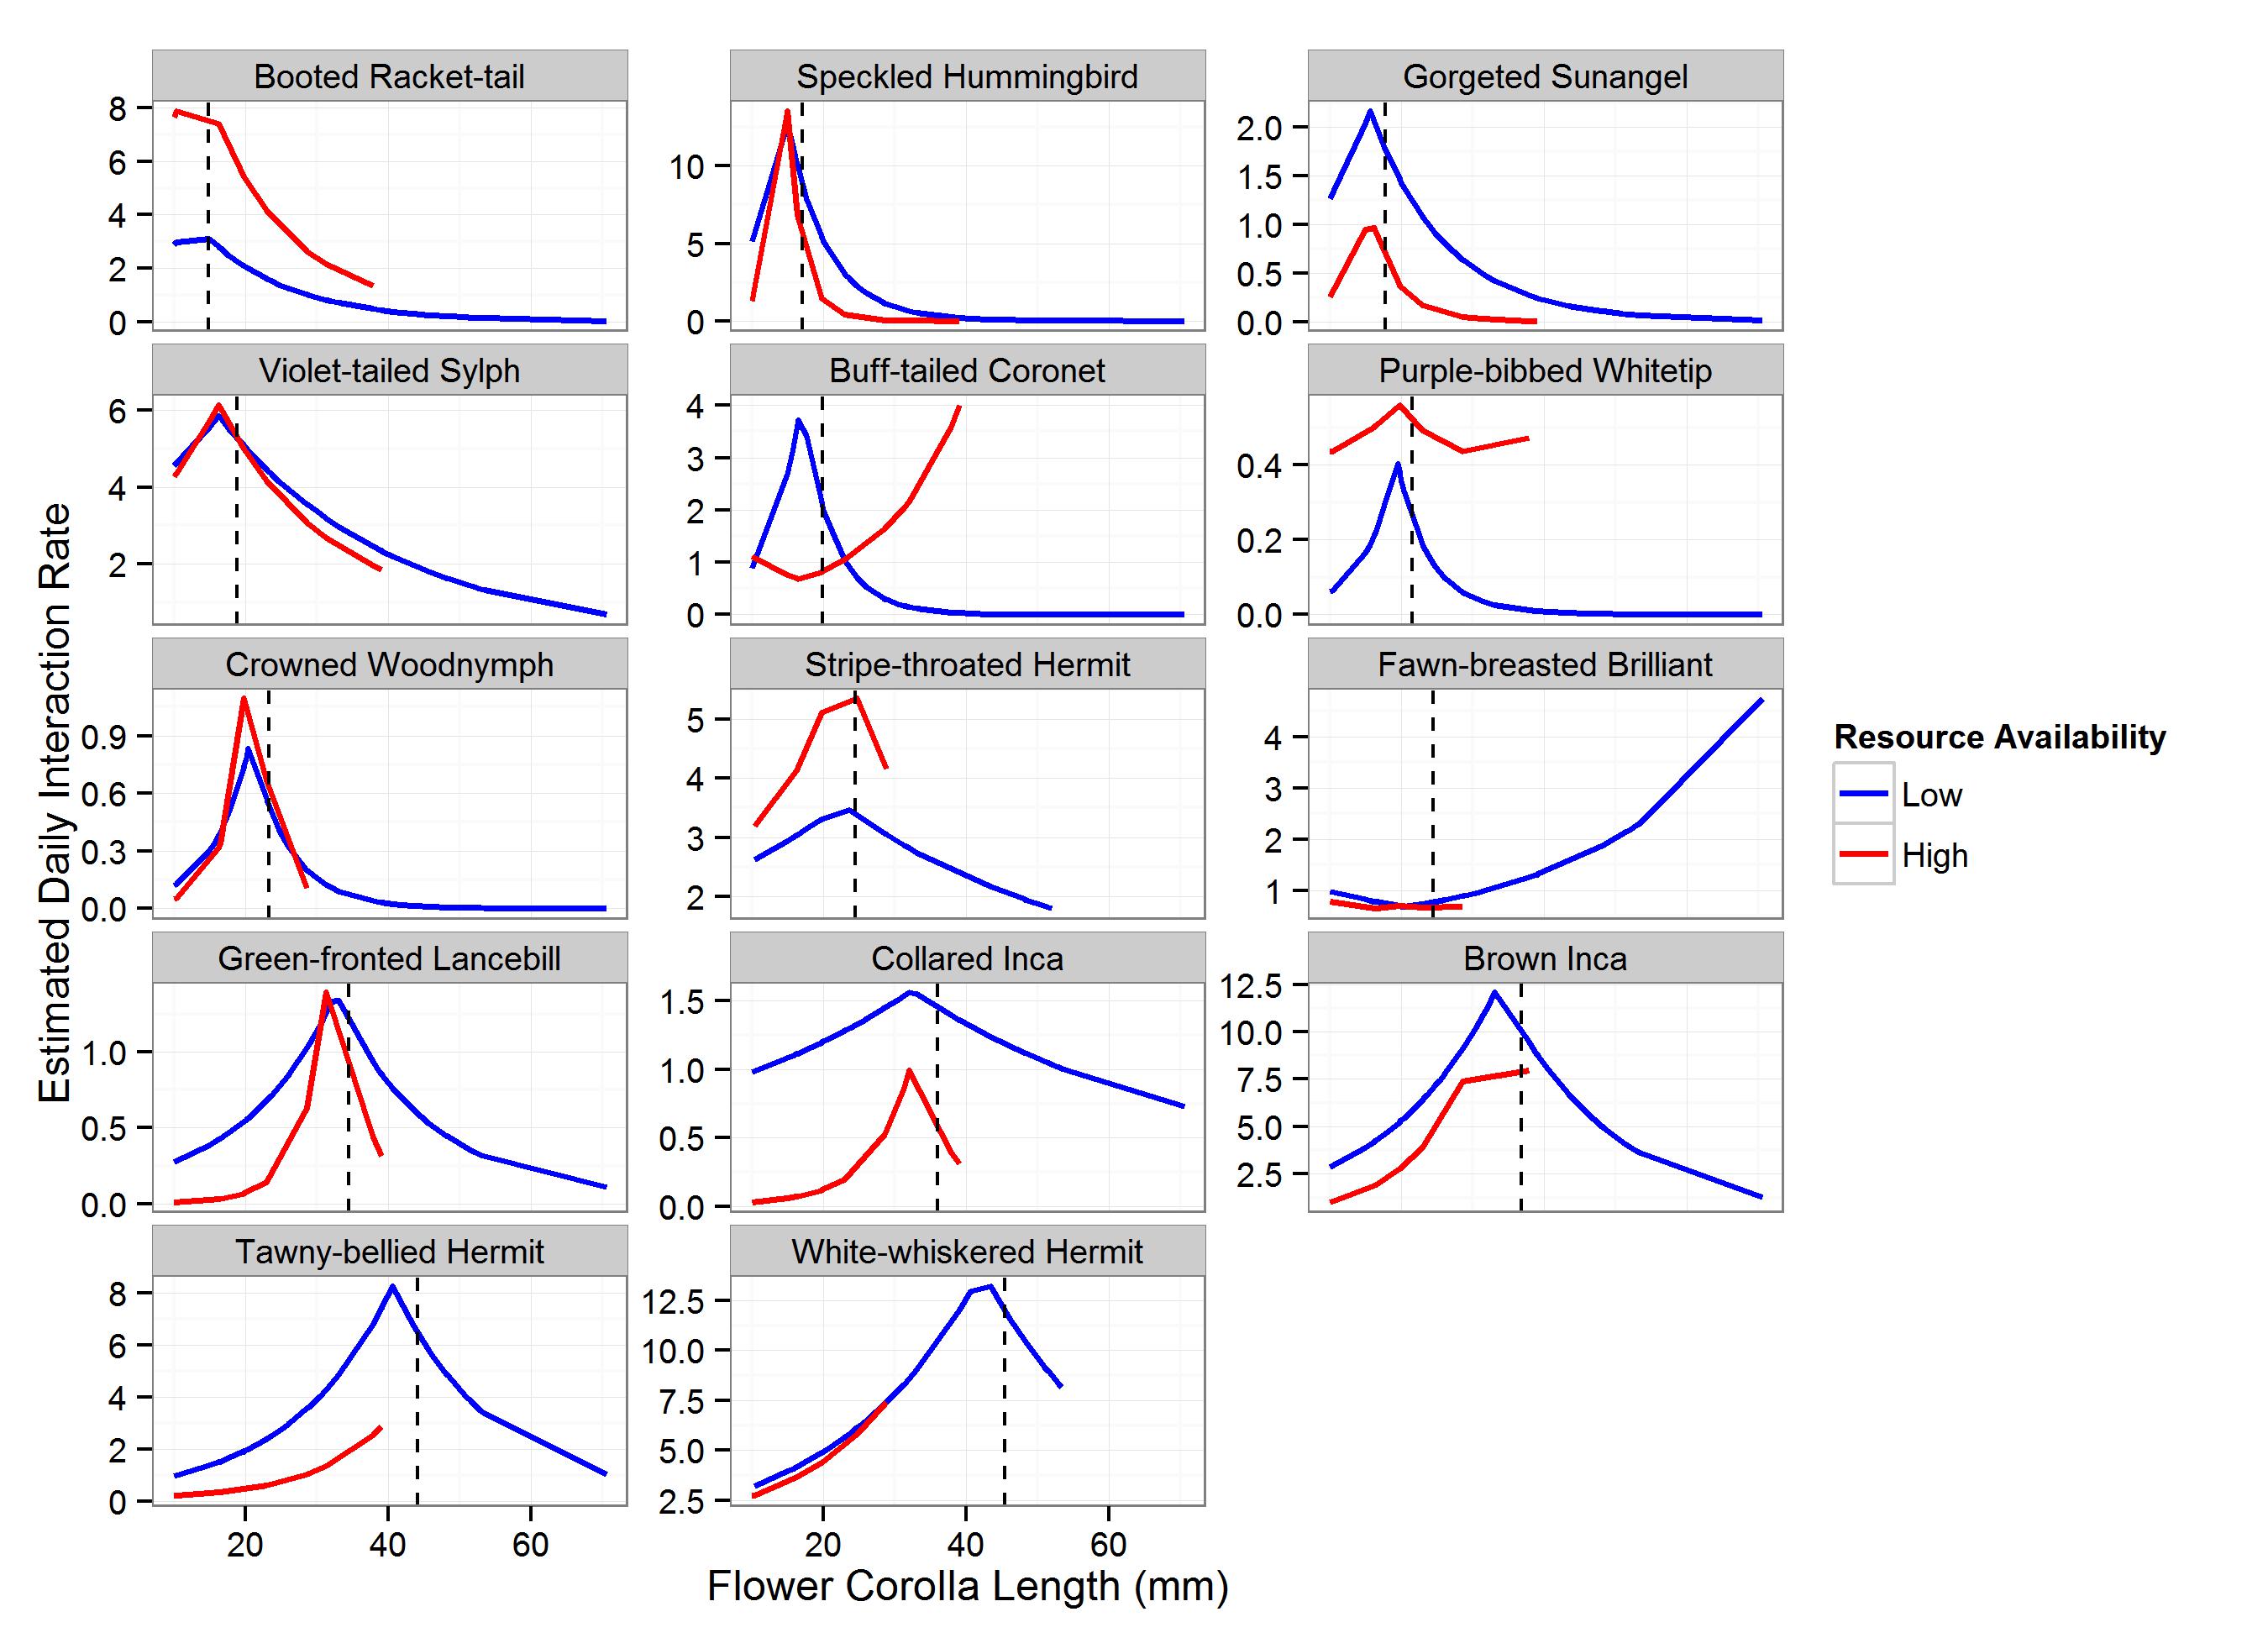 Booted Racket-tail
Speckled Hummingbird
Gorgeted Sunangel
8
6
4
2
0
10
5
0
2.0
1.5
1.0
0.5
0.0
Violet-tailed Sylph
Buff-tailed Coronet
Purple-bibbed Whitetip
6
4
2
4
3
2
1
0
0.4
0.2
0.0
Crowned Woodnymph
Stripe-throated Hermit
Fawn-breasted Brilliant
0.9
0.6
0.3
0.0
5
4
3
2
4
3
2
1
Green-fronted Lancebill
Collared Inca
Brown Inca
1.0
0.5
0.0
1.5
1.0
0.5
0.0
12.5
10.0
7.5
5.0
2.5
Tawny-bellied Hermit
White-whiskered Hermit
8
6
4
2
0
12.5
10.0
7.5
5.0
2.5
20 40 60
20 40 60
Flower Corolla Length (mm)
Estimated Daily Interaction Rate
Resource Availability
Low
High